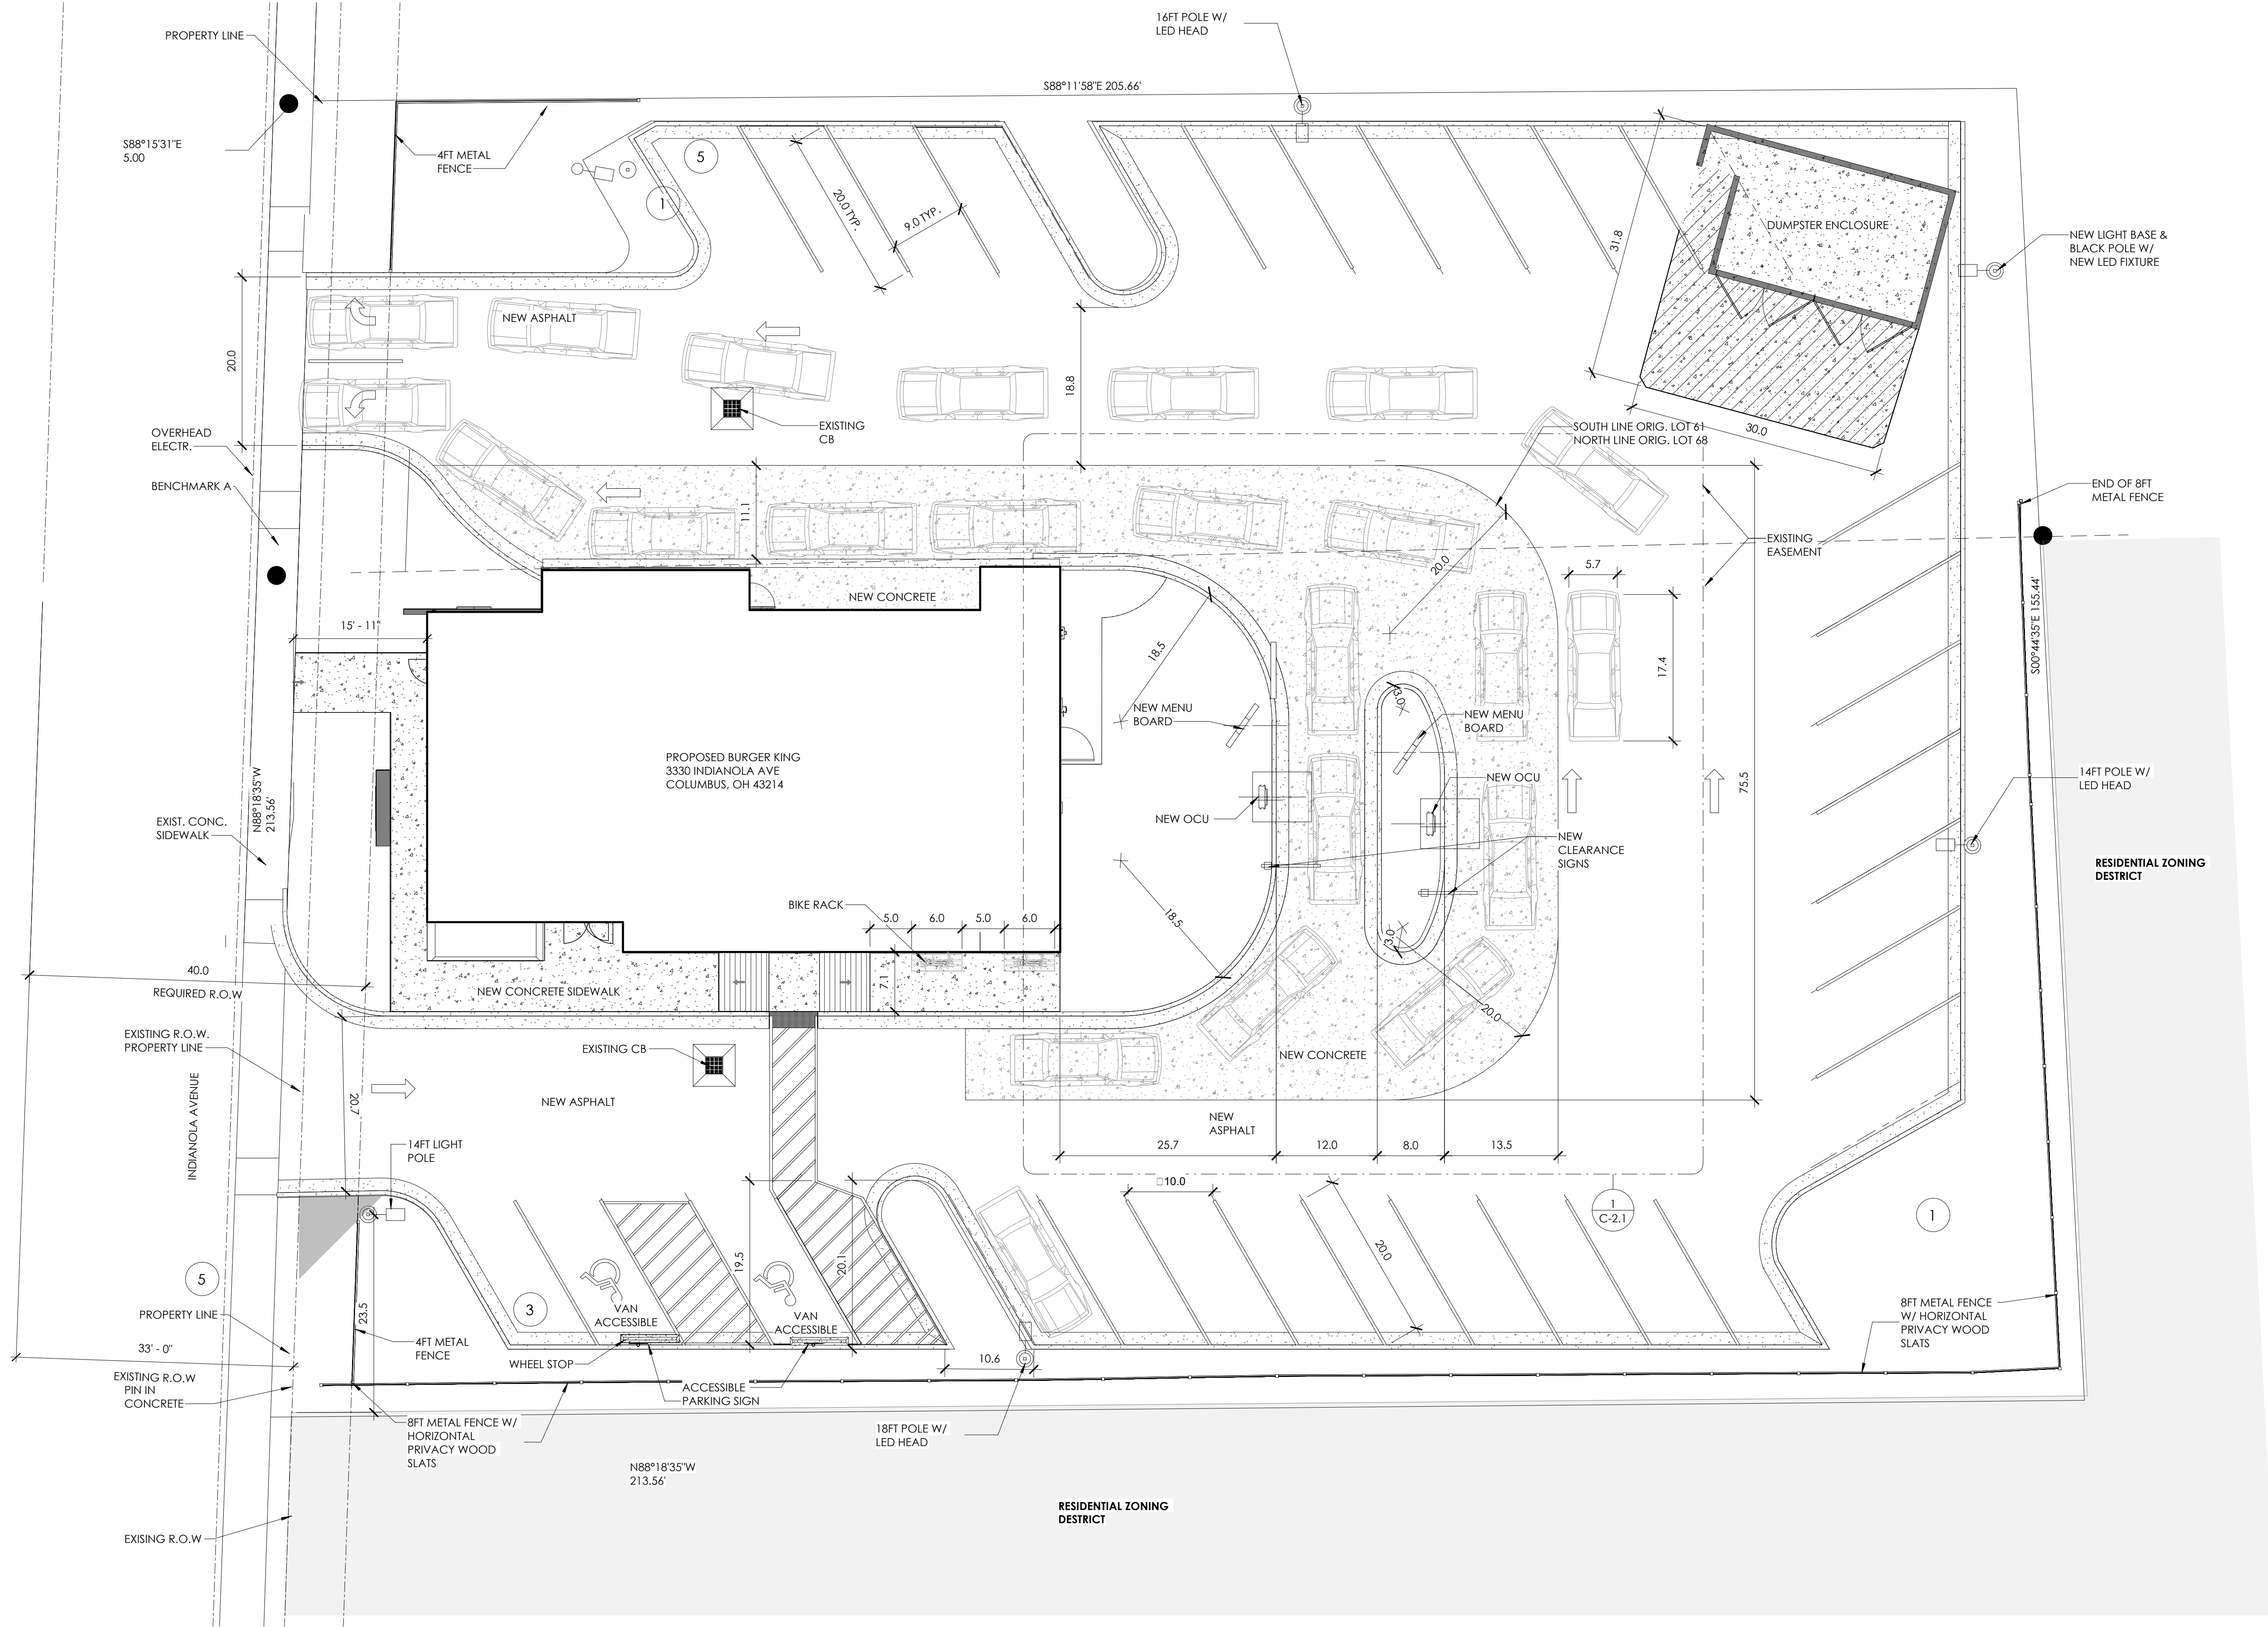 16FT POLE W/
LED HEAD
PROPERTY LINE
S88°11'58"E 205.66'
S88°15'31"E
5.00
4FT METAL
FENCE
5
1
20.0 TYP.
9.0 TYP.
31.8
DUMPSTER ENCLOSURE
NEW LIGHT BASE &
BLACK POLE W/
NEW LED FIXTURE
NEW ASPHALT
20.0
18.8
EXISTING
CB
OVERHEAD
ELECTR.
SOUTH LINE ORIG. LOT 61
NORTH LINE ORIG. LOT 68
30.0
BENCHMARK A
END OF 8FT
METAL FENCE
11.1
EXISTING
EASEMENT
20.0
5.7
NEW CONCRETE
15' - 11"
18.5
17.4
S00°44'35"E 155.44'
3.0
NEW MENU
BOARD
NEW MENU
BOARD
PROPOSED BURGER KING
3330 INDIANOLA AVE
COLUMBUS, OH 43214
N88°18'35"W
213.56'
NEW OCU
NEW OCU
75.5
14FT POLE W/
LED HEAD
EXIST. CONC.
SIDEWALK
NEW
CLEARANCE
SIGNS
RESIDENTIAL ZONING
DESTRICT
BIKE RACK
5.0
6.0
5.0
6.0
18.5
3.0
40.0
REQUIRED R.O.W
NEW CONCRETE SIDEWALK
7.1
20.0
EXISTING R.O.W.
PROPERTY LINE
EXISTING CB
NEW CONCRETE
INDIANOLA AVENUE
20.7
NEW ASPHALT
NEW
ASPHALT
14FT LIGHT
POLE
25.7
12.0
8.0
13.5
□10.0
1
C-2.1
1
5
3
19.5
20.1
20.0
VAN
ACCESSIBLE
VAN
ACCESSIBLE
PROPERTY LINE
23.5
4FT METAL
FENCE
33' - 0"
WHEEL STOP
10.6
8FT METAL FENCE
W/ HORIZONTAL
PRIVACY WOOD
SLATS
EXISTING R.O.W
PIN IN
CONCRETE
ACCESSIBLE
PARKING SIGN
8FT METAL FENCE W/
HORIZONTAL
PRIVACY WOOD
SLATS
18FT POLE W/
LED HEAD
N88°18'35"W
213.56'
RESIDENTIAL ZONING
DESTRICT
EXISING R.O.W